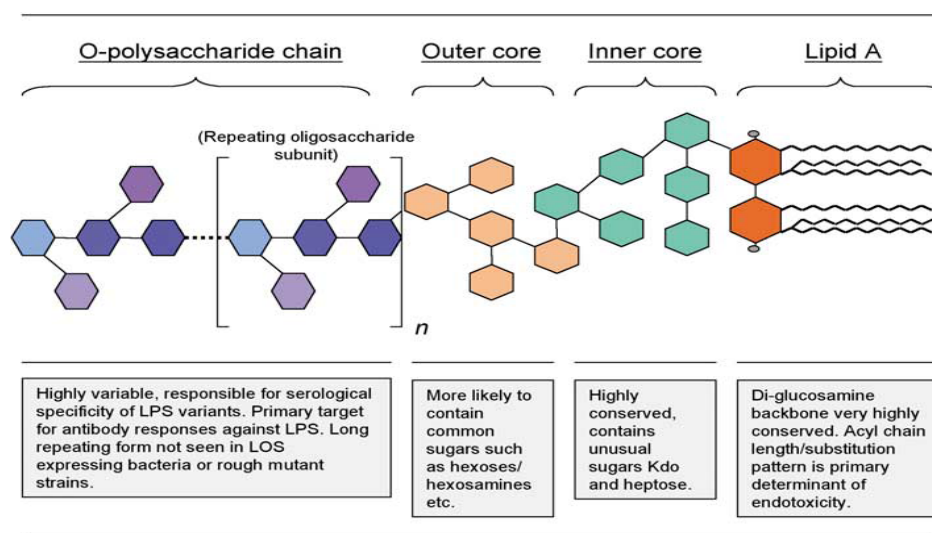 O-polysaccharide chain
Outer core
Inner core
Lipid A
(Repeating oligosaccharide
subunit)
n
Highly variable, responsible for serological
specificity of LPS variants. Primary target
for antibody responses against LPS. Long
repeating form not seen in LOS
expressing bacteria or rough mutant
strains.
More likely to
contain
common
sugars such
as hexoses/
hexosamines
etc.
Highly
conserved,
contains
unusual
sugars Kdo
and heptose.
Di-glucosamine
backbone very highly
conserved. Acyl chain
length/substitution
pattern is primary
determinant of
endotoxicity.